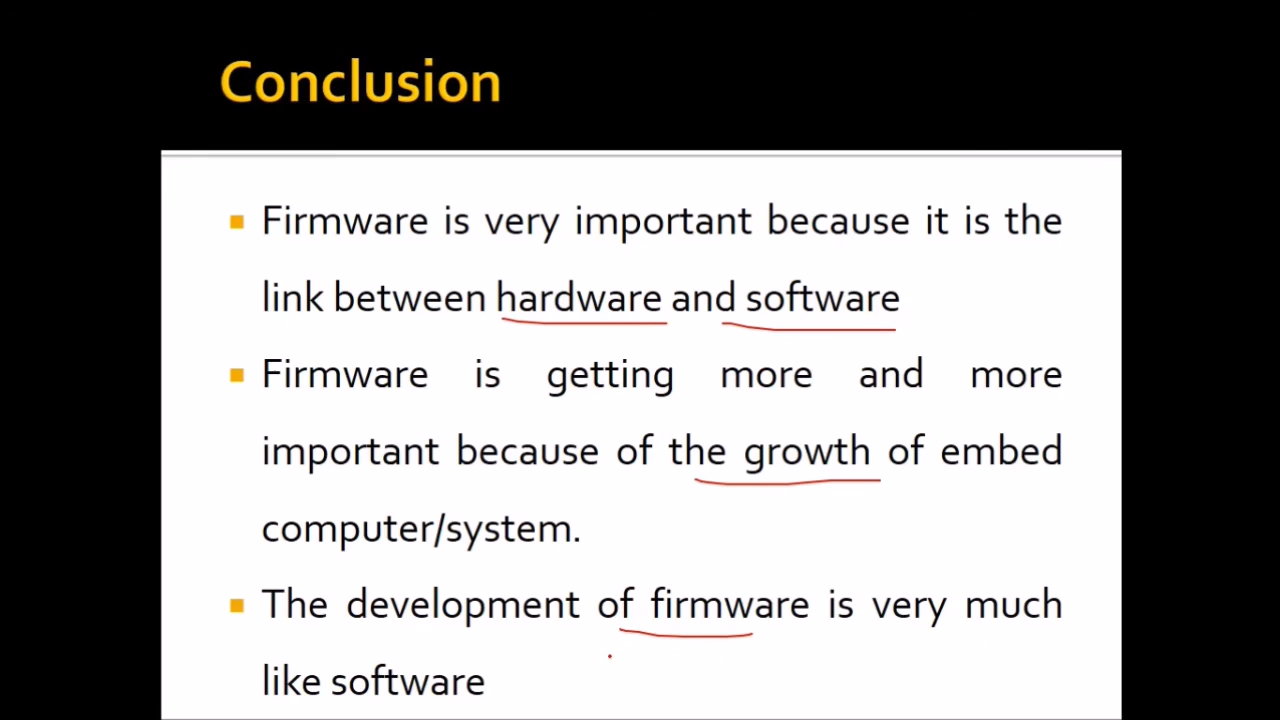 Conclusion
Firmware is very important because it is the
link between hardware and software
Firmware is getting more and more
important because of the growth of embed
computer/system.
The development of firmware is very much
like software